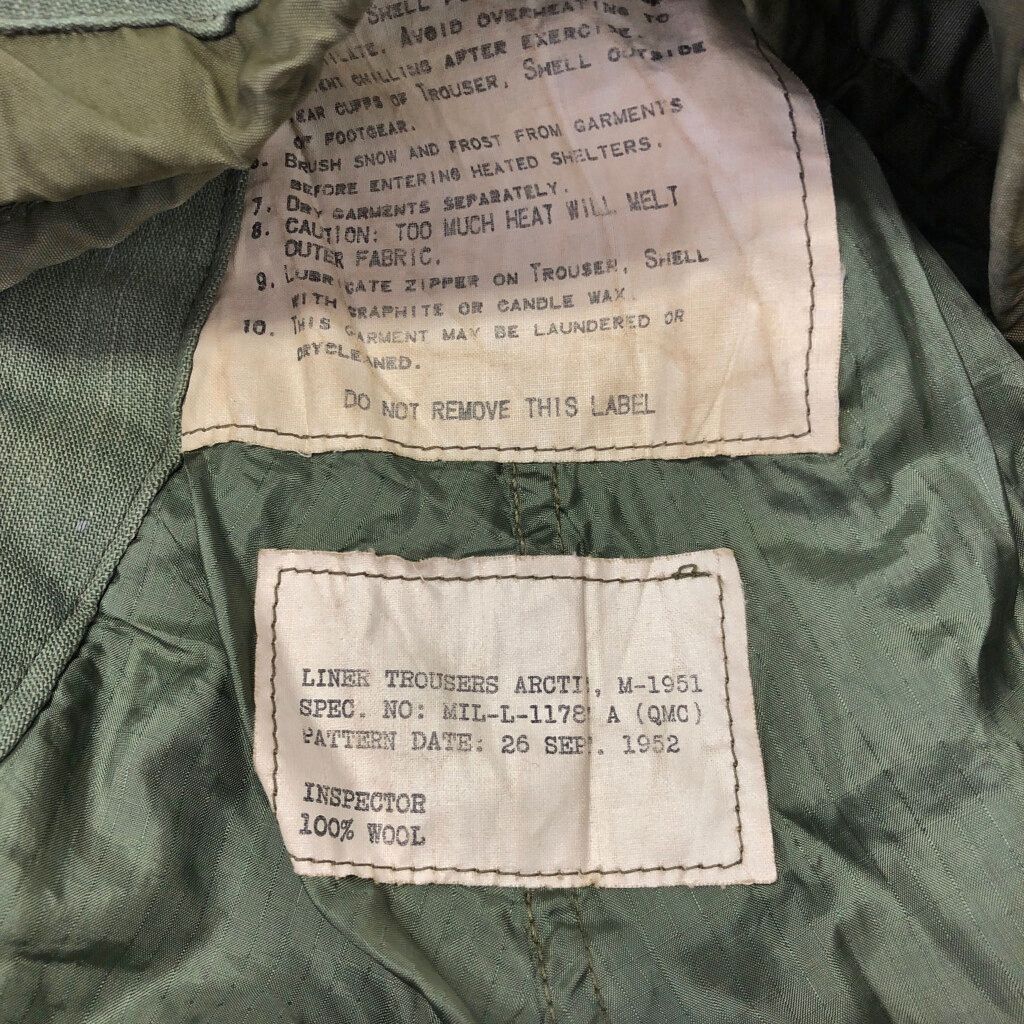 SHELL
AVOID OVERHEATING TO
CHILLING AFTER EXERCISE.
CUFFS OF TROUSER, SHELL OUTSIDE
OF FOOTGEAR.
BRUSH SNOW AND FROST FROM GARMENTS
BEFORE ENTERING HEATED SHELTERS.
7. DRY GARMENTS SEPARATELY.
8. CAUTION: TOO MUCH HEAT WILL MELT
OUTER FABRIC.
9. LUBRICATE ZIPPER ON TROUSER, SHELL
WITH GRAPHITE OR CANDLE WAX.
10. THIS GARMENT MAY BE LAUNDERED OR
DRYCLEANED.
DO NOT REMOVE THIS LABEL
LINER TROUSERS ARCTI, M-1951
SPEC. NO: MIL-L-1178 A (QMC)
PATTERN DATE: 26 SEP. 1952
INSPECTOR
100% WOOL